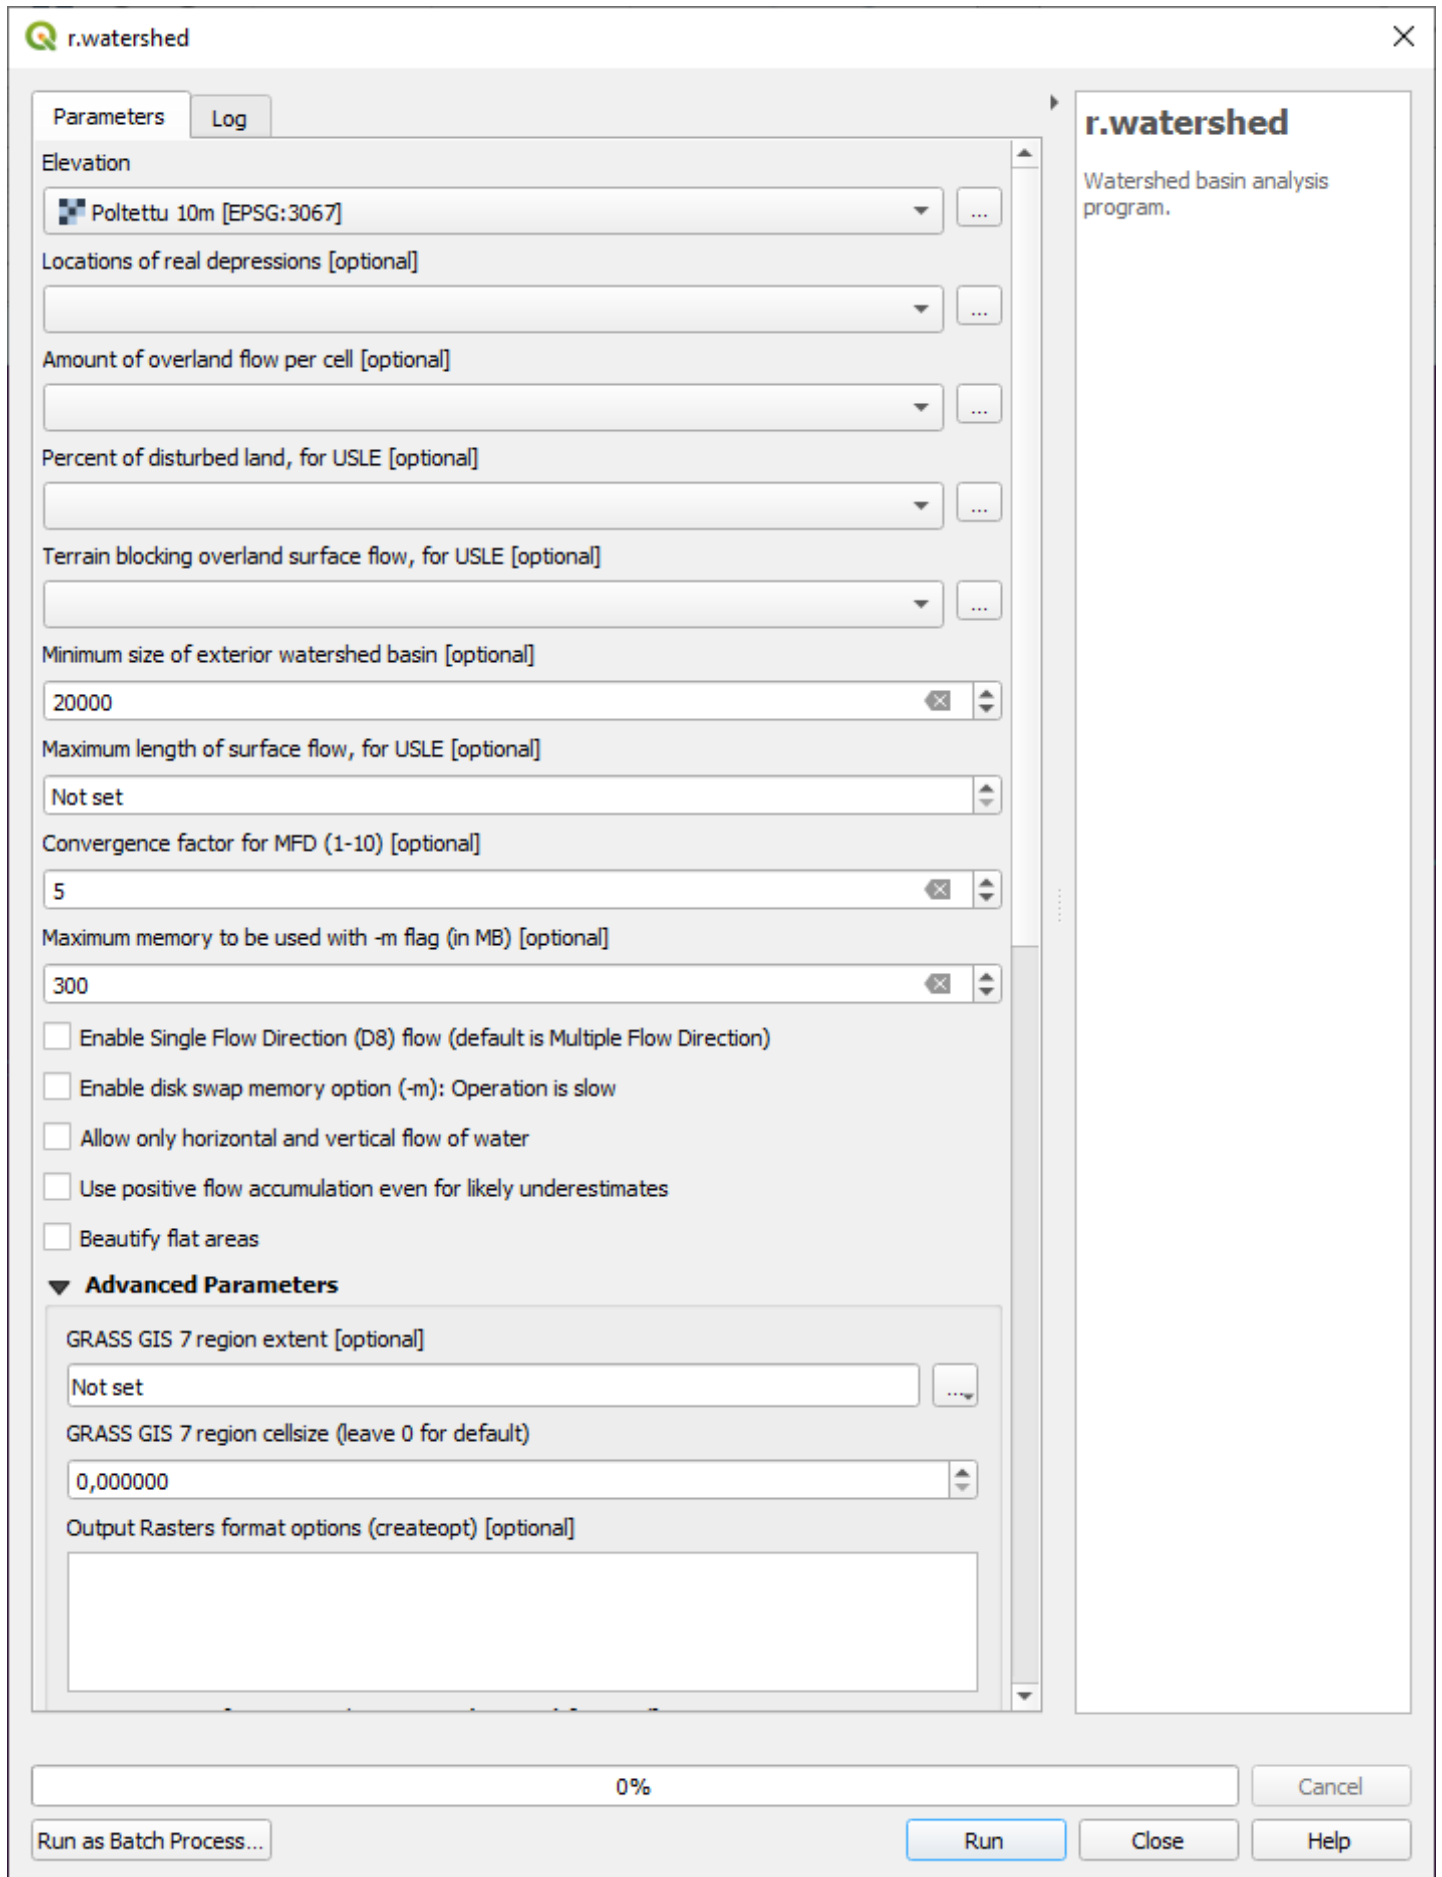 r.watershed
Parameters
Log
Elevation
Poltettu 10m [EPSG:3067]
...
Locations of real depressions [optional]
...
Amount of overland flow per cell [optional]
...
Percent of disturbed land, for USLE [optional]
...
Terrain blocking overland surface flow, for USLE [optional]
...
Minimum size of exterior watershed basin [optional]
20000
Maximum length of surface flow, for USLE [optional]
Not set
Convergence factor for MFD (1-10) [optional]
5
Maximum memory to be used with -m flag (in MB) [optional]
300
Enable Single Flow Direction (D8) flow (default is Multiple Flow Direction)
Enable disk swap memory option (-m): Operation is slow
Allow only horizontal and vertical flow of water
Use positive flow accumulation even for likely underestimates
Beautify flat areas
Advanced Parameters
GRASS GIS 7 region extent [optional]
Not set
...
GRASS GIS 7 region cellsize (leave 0 for default)
0,000000
Output Rasters format options (createopt) [optional]
r.watershed
Watershed basin analysis
program.
0%
Cancel
Run as Batch Process...
Run
Close
Help